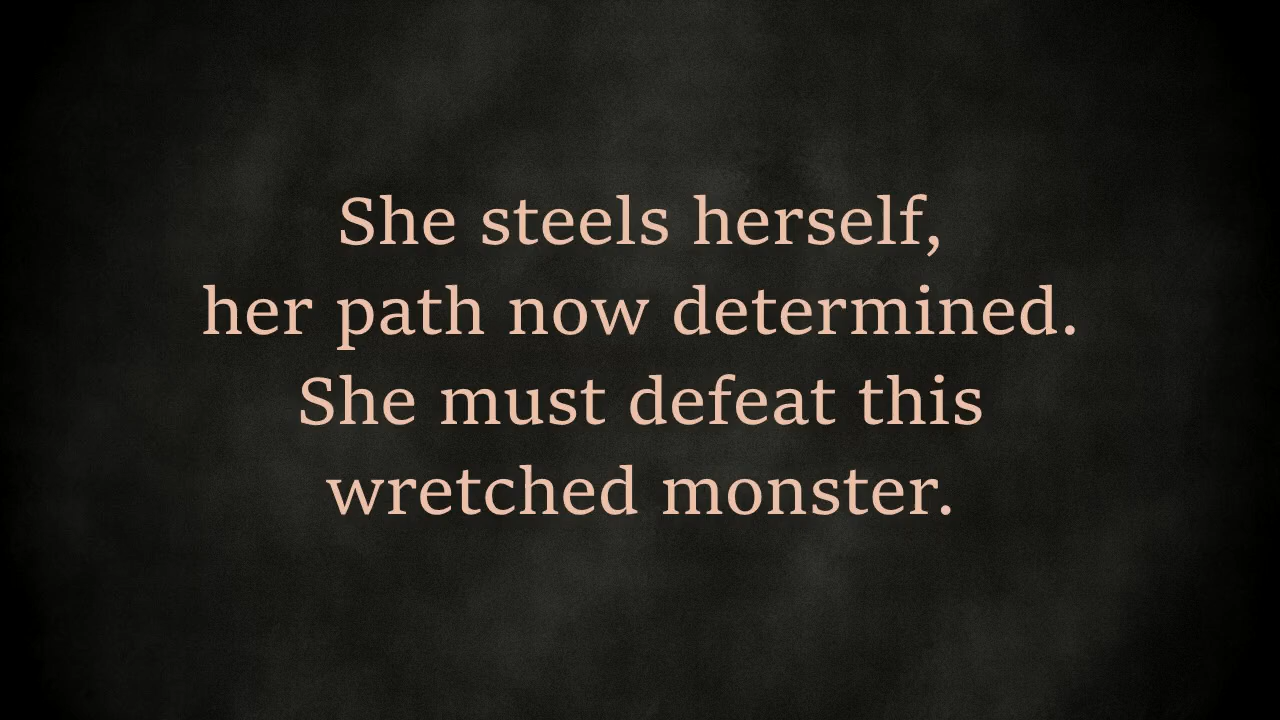 She steels herself,
her path now determined.
She must defeat this
wretched monster.